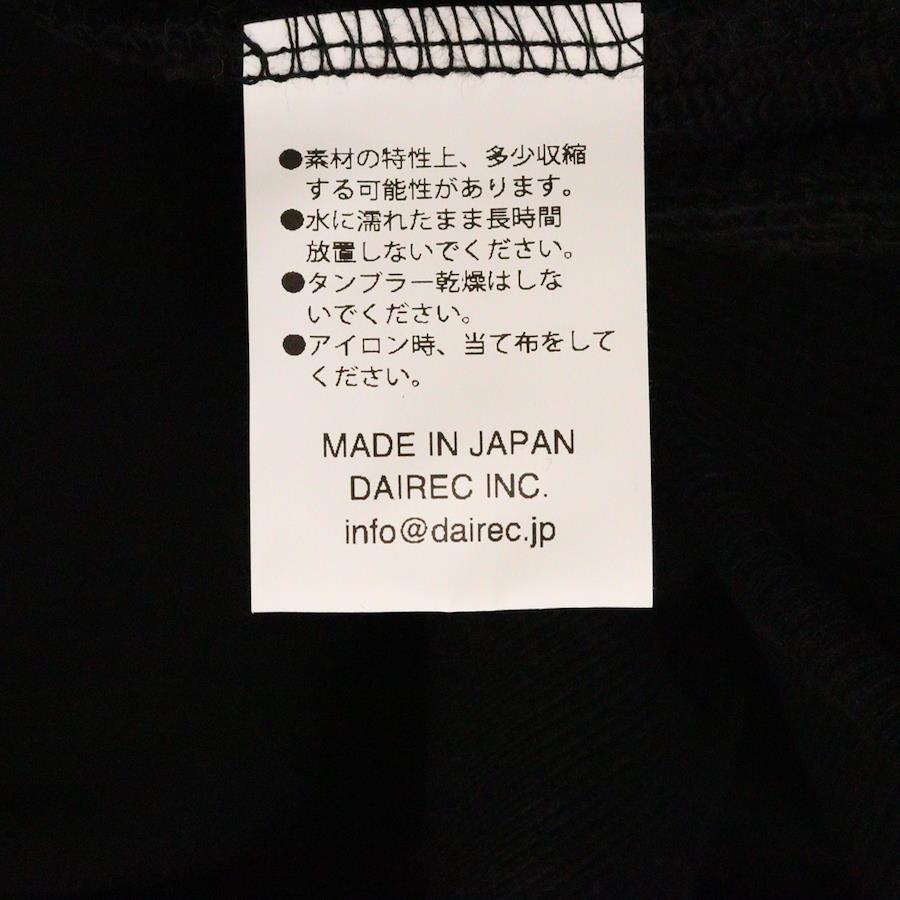 ●素材の特性上、多少収縮
する可能性があります。
●水に濡れたまま長時間
放置しないでください。
●タンブラー乾燥はしな
いでください。
●アイロン時、当て布をして
ください。
MADE IN JAPAN
DAIREC INC.
info@dairec.jp